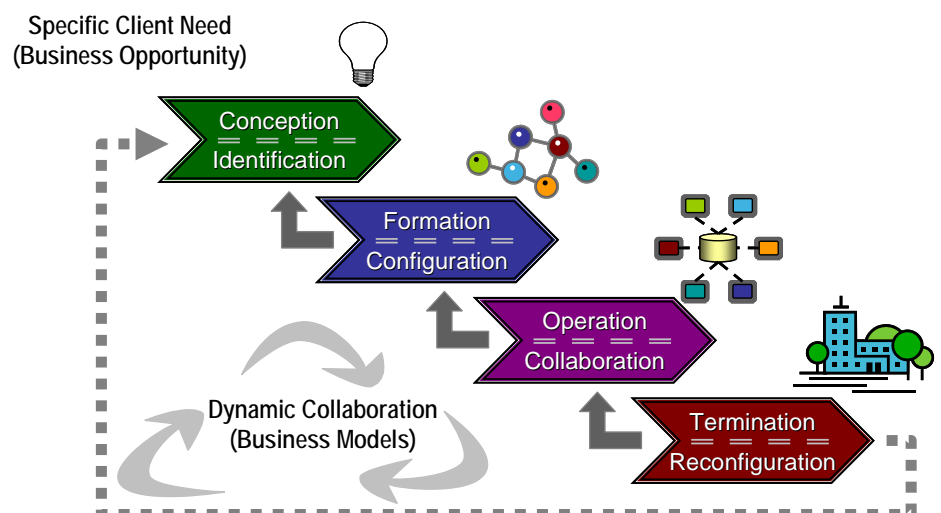 Specific Client Need
(Business Opportunity)
Conception
Identification
Formation
Configuration
Operation
Collaboration
Dynamic Collaboration
(Business Models)
Termination
Reconfiguration